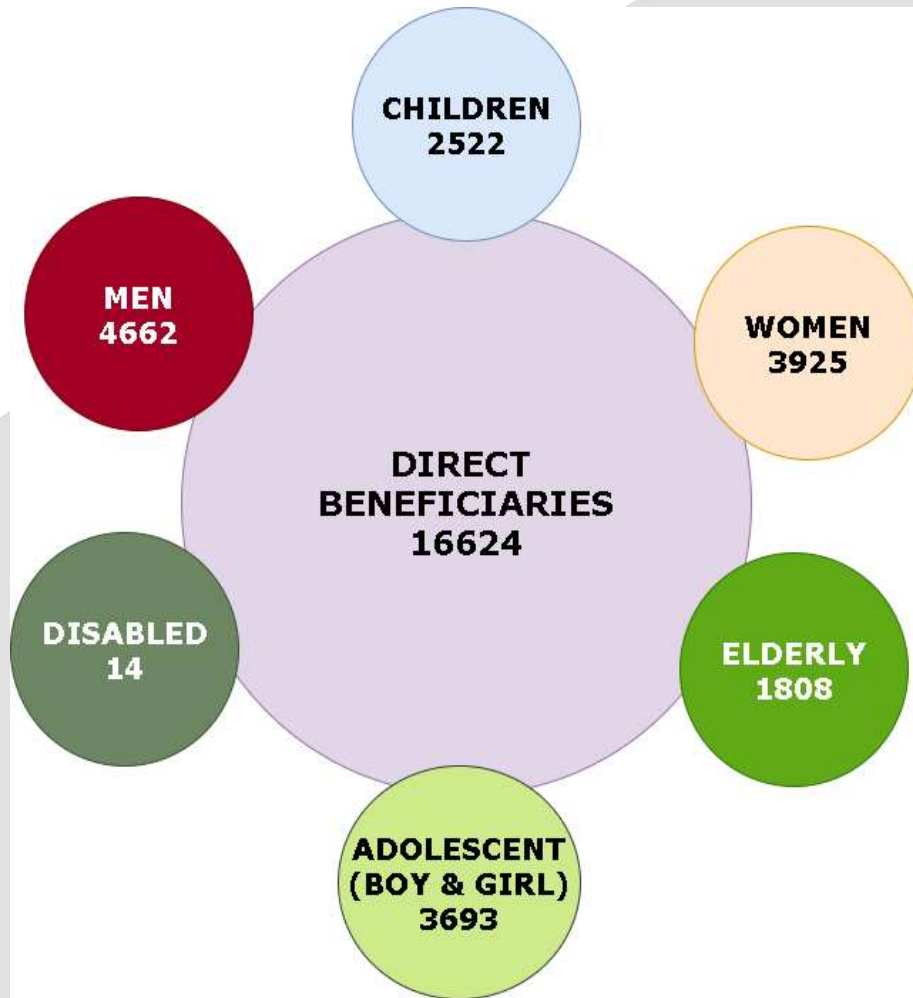 CHILDREN
2522
MEN
4662
WOMEN
3925
DIRECT
BENEFICIARIES
16624
DISABLED
14
ELDERLY
1808
ADOLESCENT
(BOY & GIRL)
3693